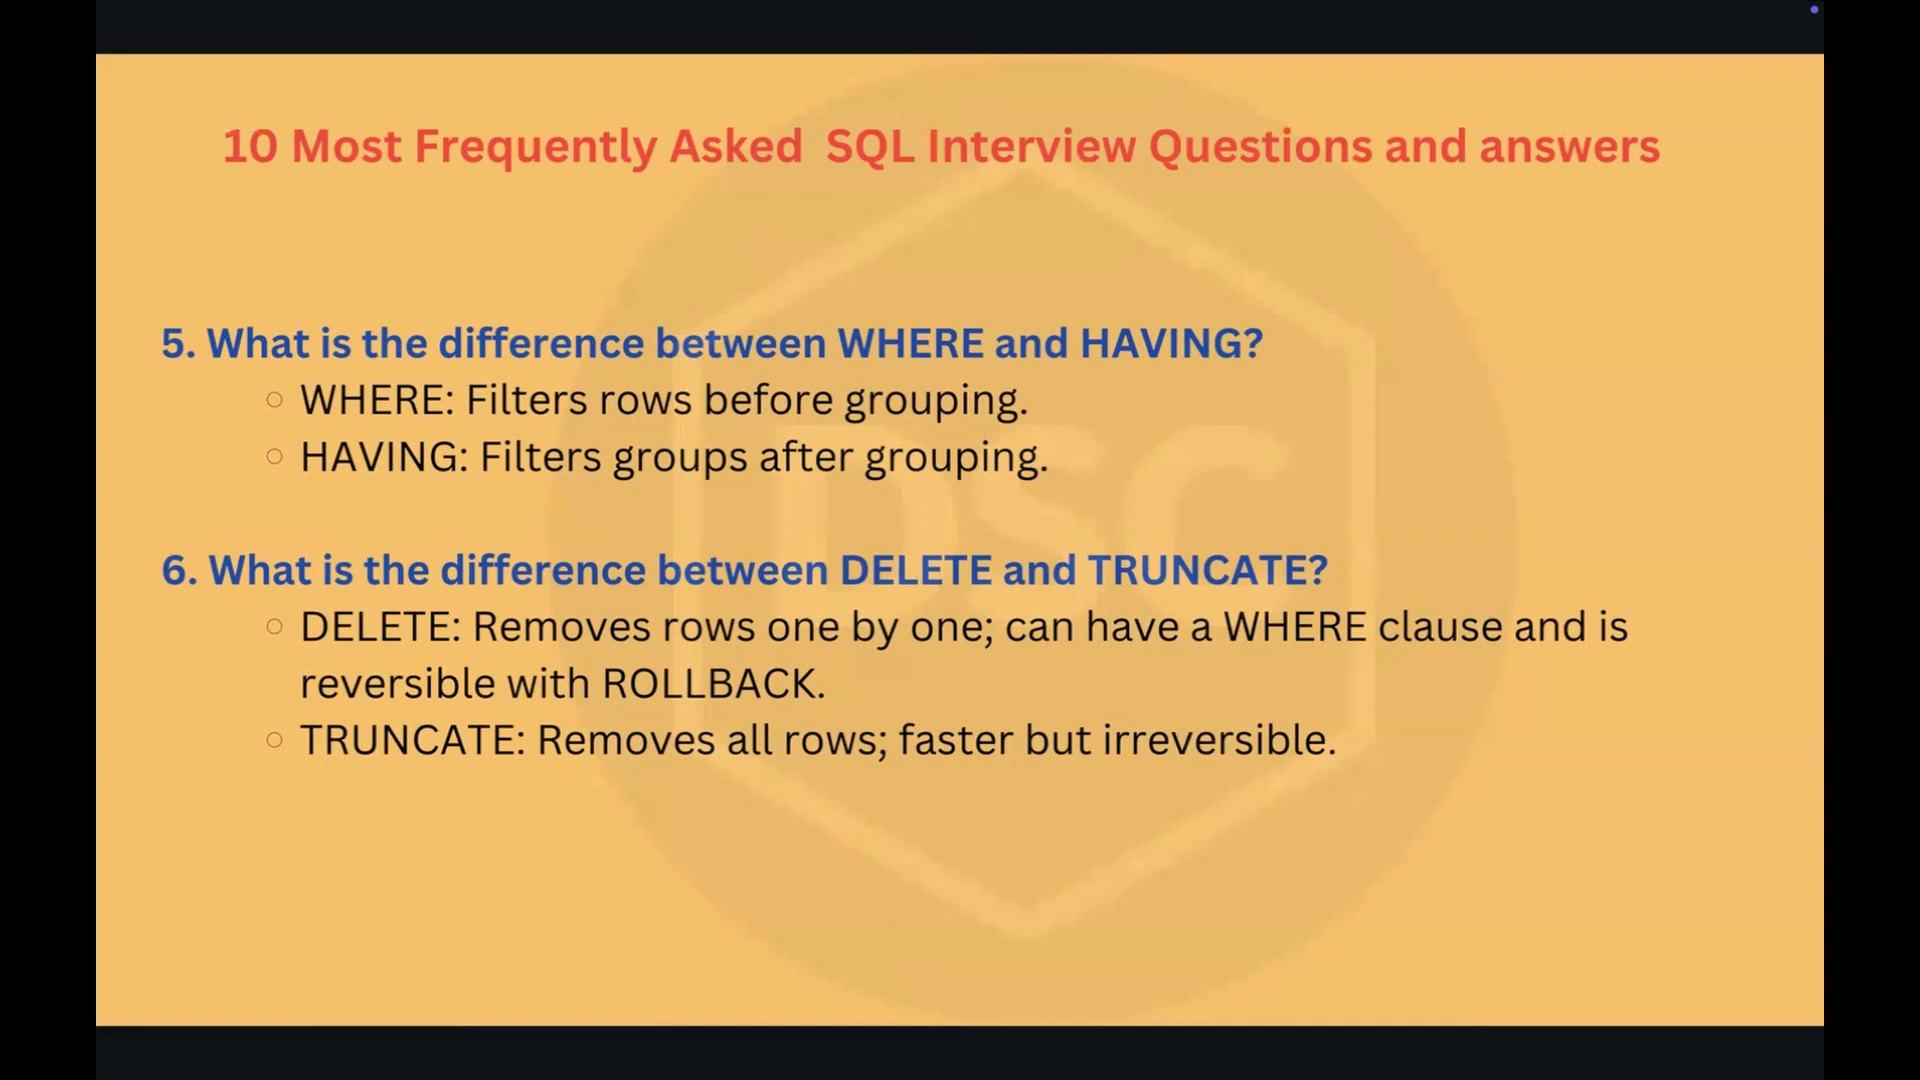 10 Most Frequently Asked  SQL Interview Questions and answers
5. What is the difference between WHERE and HAVING?
○ WHERE: Filters rows before grouping.
○ HAVING: Filters groups after grouping.
6. What is the difference between DELETE and TRUNCATE?
○ DELETE: Removes rows one by one; can have a WHERE clause and is
reversible with ROLLBACK.
○ TRUNCATE: Removes all rows; faster but irreversible.
DSC